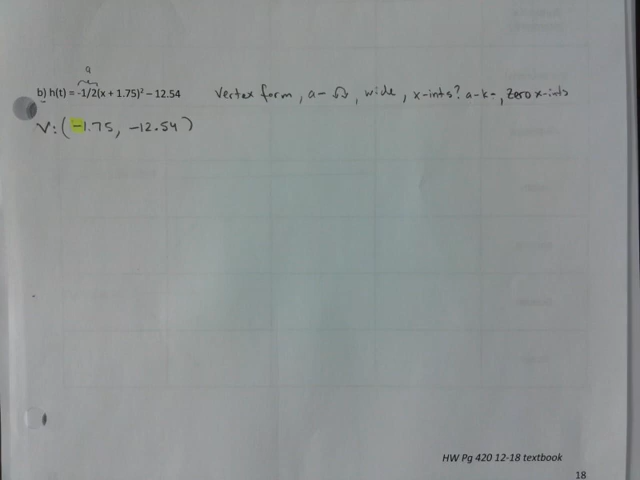 a
b) h(t) = -1/2(x + 1.75)² – 12.54 Vertex form, a-, wide, x-ints? a- k-, zero x-ints
V: (-1.75, -12.54)
HW Pg 420 12-18 textbook
18